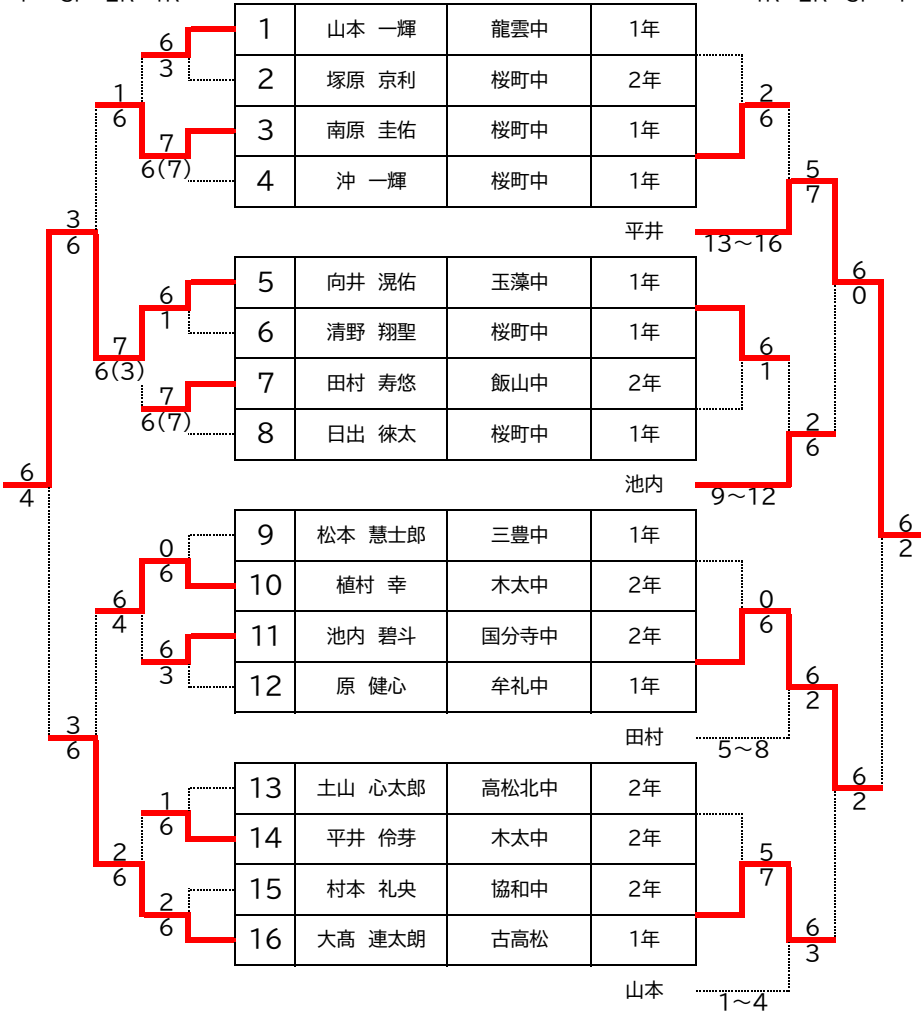 6
3
1
6
7
6(7)
3
6
6
1
7
6(3)
7
6(7)
6
4
0
6
6
4
6
3
3
6
1
6
2
6
2
6
1 山本 一輝 龍雲中 1年
2 塚原 京利 桜町中 2年
3 南原 圭佑 桜町中 1年
4 沖 一輝 桜町中 1年
平井
5 向井 滉佑 玉藻中 1年
6 清野 翔聖 桜町中 1年
7 田村 寿悠 飯山中 2年
8 日出 徠太 桜町中 1年
池内
9 松本 慧士郎 三豊中 1年
10 植村 幸 木太中 2年
11 池内 碧斗 国分寺中 2年
12 原 健心 牟礼中 1年
田村
13 土山 心太郎 高松北中 2年
14 平井 伶芽 木太中 2年
15 村本 礼央 協和中 2年
16 大髙 連太朗 古高松 1年
山本
2
6
5
7
13～16
6
0
6
1
2
6
9～12
6
2
0
6
6
2
5～8
6
2
5
7
6
3
1～4